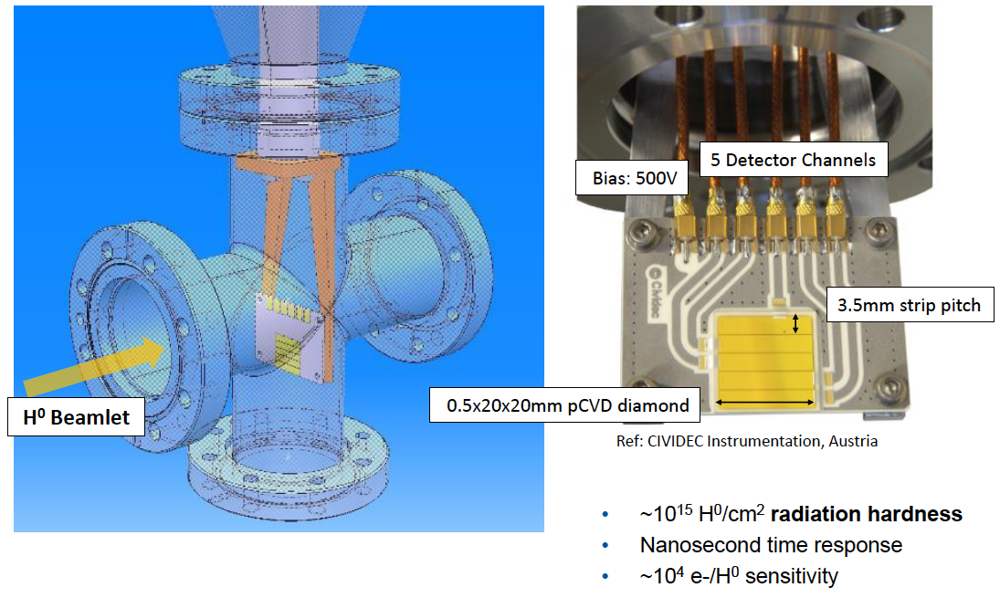 H⁰ Beamlet
Bias: 500V
5 Detector Channels
Cividec
3.5mm strip pitch
0.5x20x20mm pCVD diamond
Ref: CIVIDEC Instrumentation, Austria
• ~10¹⁵ H⁰/cm² radiation hardness
• Nanosecond time response
• ~10⁴ e-/H⁰ sensitivity